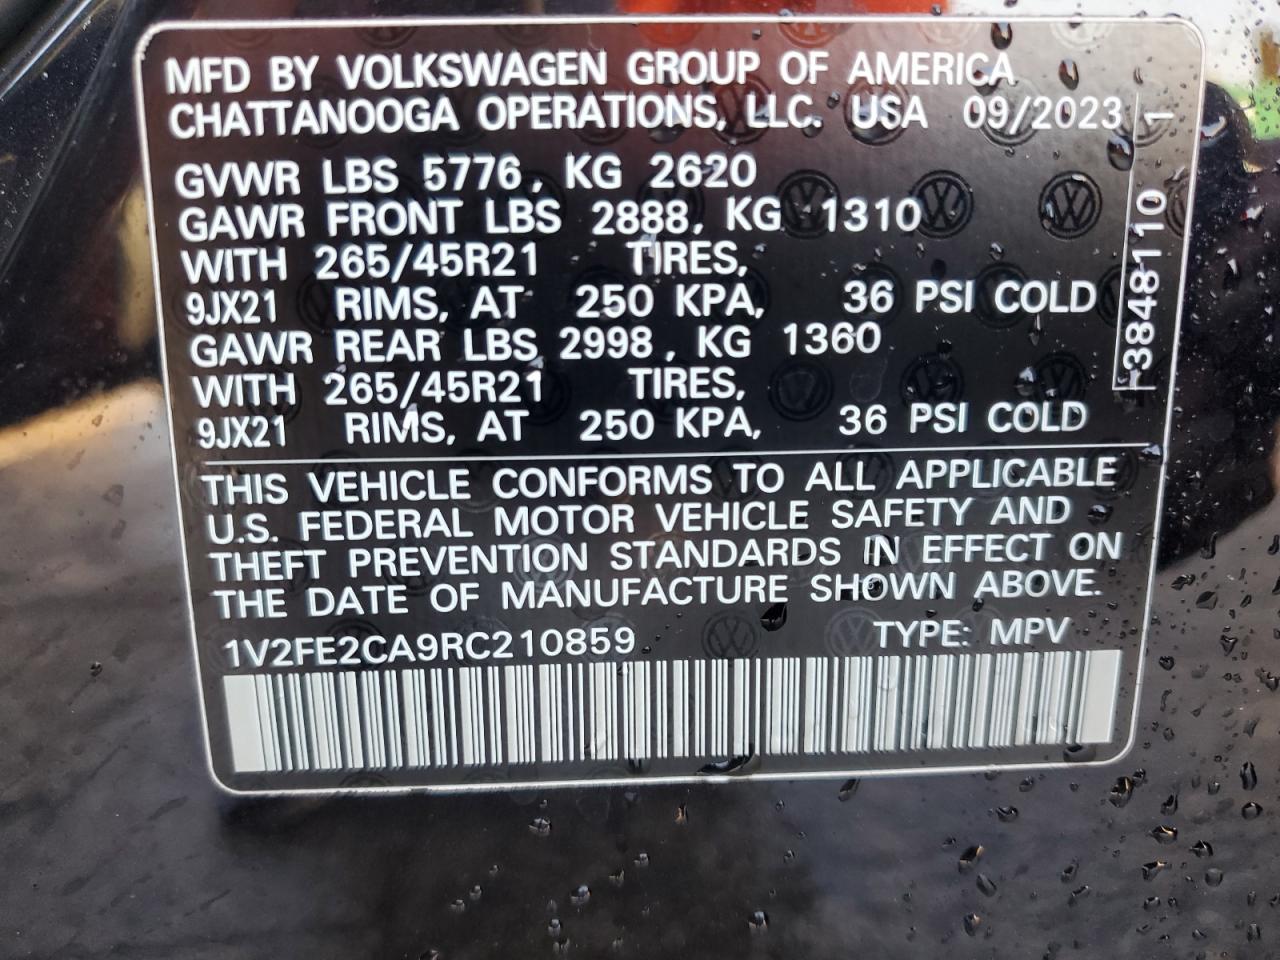 MFD BY VOLKSWAGEN GROUP OF AMERICA
CHATTANOOGA OPERATIONS, LLC. USA 09/2023
GVWR LBS 5776, KG 2620
GAWR FRONT LBS 2888, KG 1310
WITH 265/45R21 TIRES,
9JX21 RIMS, AT 250 KPA, 36 PSI COLD
GAWR REAR LBS 2998, KG 1360
WITH 265/45R21 TIRES,
9JX21 RIMS, AT 250 KPA, 36 PSI COLD
THIS VEHICLE CONFORMS TO ALL APPLICABLE
U.S. FEDERAL MOTOR VEHICLE SAFETY AND
THEFT PREVENTION STANDARDS IN EFFECT ON
THE DATE OF MANUFACTURE SHOWN ABOVE.
1V2FE2CA9RC210859 TYPE: MPV
3848110 1